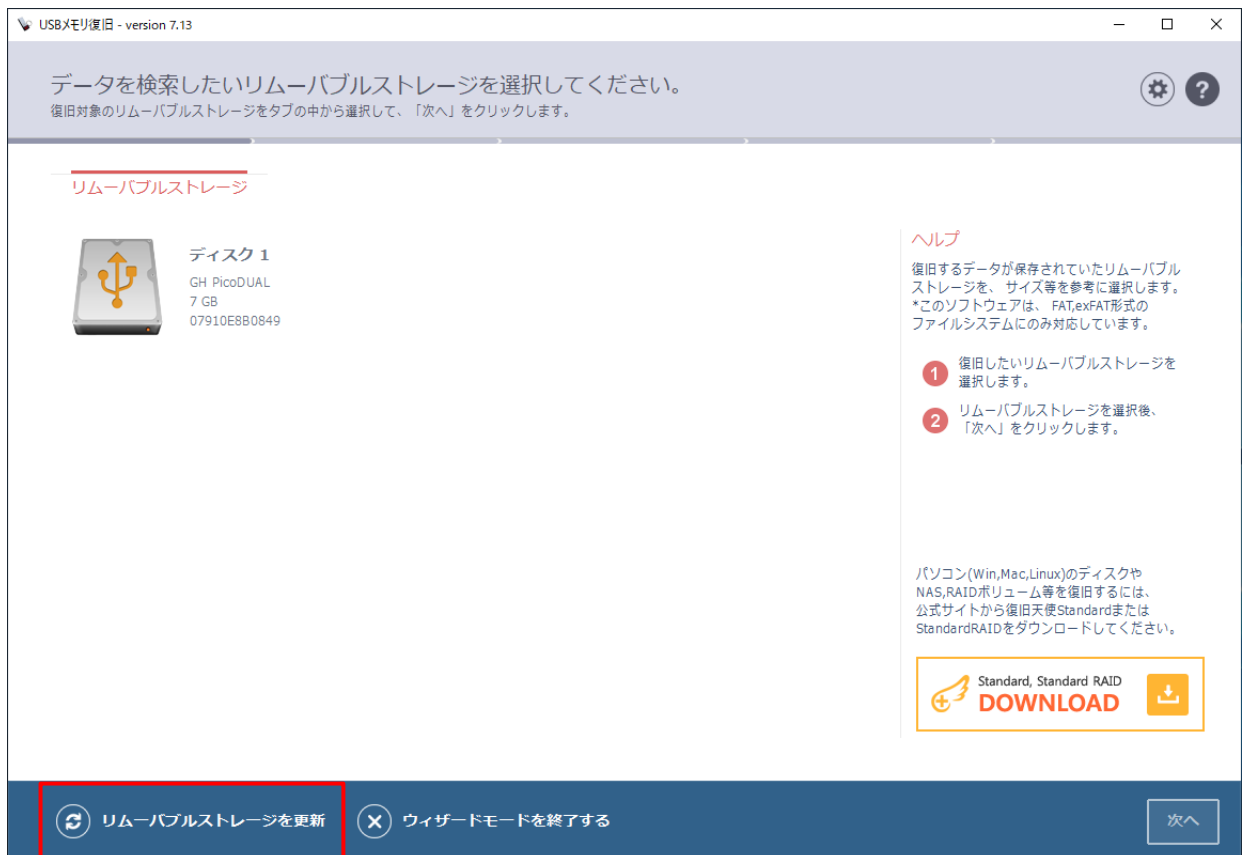 USBメモリ復旧 - version 7.13
データを検索したいリムーバブルストレージを選択してください。
復旧対象のリムーバブルストレージをタブの中から選択して、「次へ」をクリックします。
?
リムーバブルストレージ
ディスク 1
GH PicoDUAL
7 GB
07910E8B0849
ヘルプ
復旧するデータが保存されていたリムーバブル
ストレージを、 サイズ等を参考に選択します。
*このソフトウェアは、 FAT,exFAT形式の
ファイルシステムにのみ対応しています。
1 復旧したいリムーバブルストレージを
選択します。
2 リムーバブルストレージを選択後、
「次へ」をクリックします。
パソコン(Win,Mac,Linux)のディスクや
NAS,RAIDボリューム等を復旧するには、
公式サイトから復旧天使Standardまたは
StandardRAIDをダウンロードしてください。
Standard, Standard RAID
DOWNLOAD
リムーバブルストレージを更新 ウィザードモードを終了する 次へ